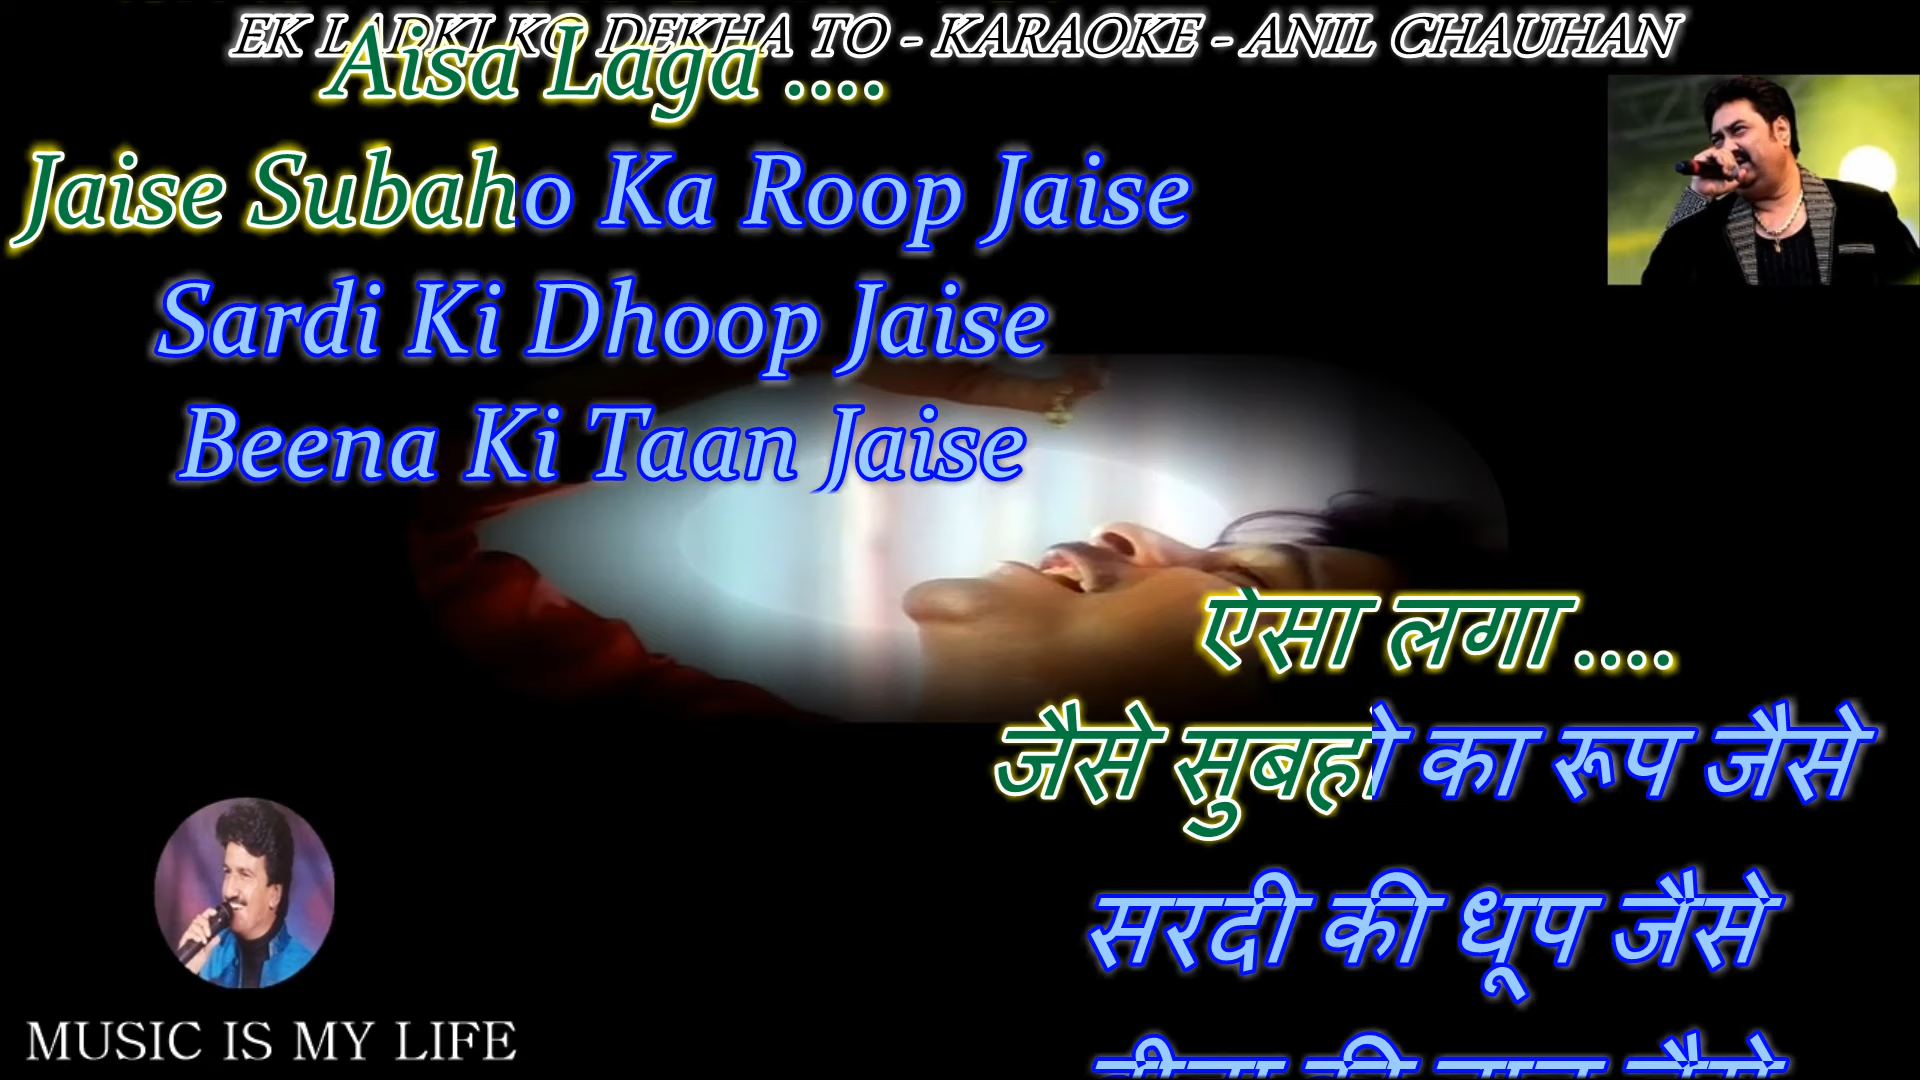 EK LADKI KO DEKHA TO - KARAOKE - ANIL CHAUHAN
Aisa Laga ....
Jaise Subaho Ka Roop Jaise
Sardi Ki Dhoop Jaise
Beena Ki Taan Jaise
ऐसा लगा ....
जैसे सुबहो का रूप जैसे
सरदी की धूप जैसे
MUSIC IS MY LIFE